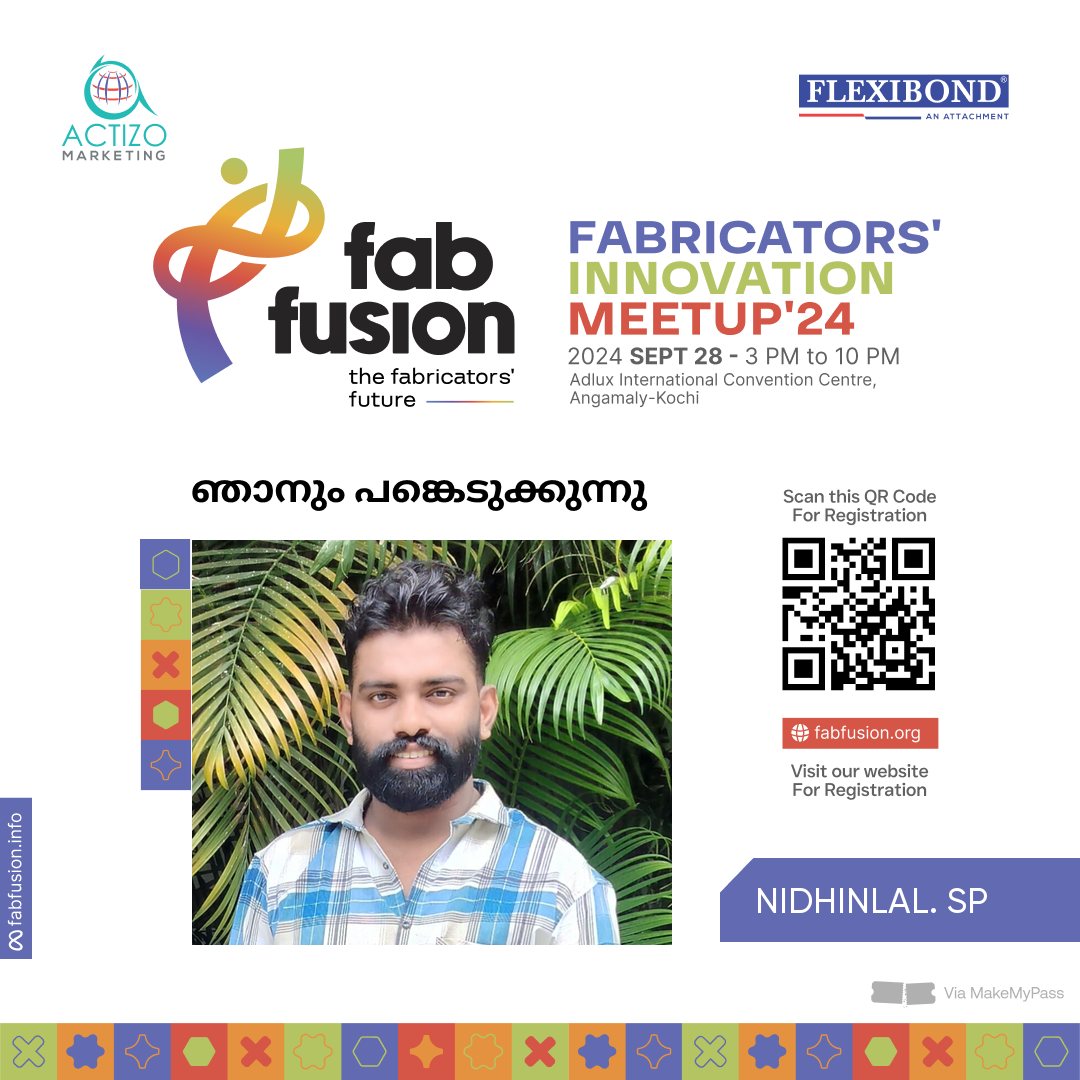 ACTIZO
MARKETING
FLEXIBOND®
AN ATTACHMENT
fab
fusion
the fabricators'
future
FABRICATORS'
INNOVATION
MEETUP'24
2024 SEPT 28 - 3 PM to 10 PM
Adlux International Convention Centre,
Angamaly-Kochi
ഞാനും പങ്കെടുക്കുന്നു
Scan this QR Code
For Registration
fabfusion.org
Visit our website
For Registration
fabfusion.info
NIDHINLAL. SP
Via MakeMyPass